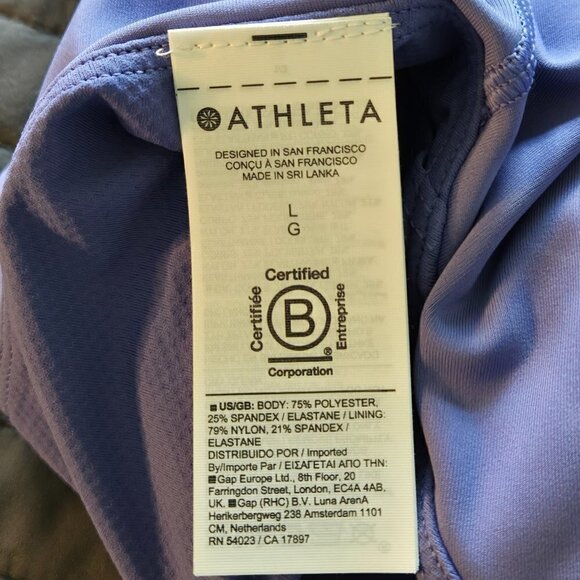 ATHLETA
DESIGNED IN SAN FRANCISCO
CONÇU À SAN FRANCISCO
MADE IN SRI LANKA
L
G
Certified
Certifiée
B
Entreprise
®
Corporation
US/GB: BODY: 75% POLYESTER,
25% SPANDEX / ELASTANE / LINING:
79% NYLON, 21% SPANDEX /
ELASTANE
DISTRIBUIDO POR / Imported
By/Importe Par / ΕΙΣΑΓΕΤΑΙ ΑΠΟ ΤΗΝ:
Gap Europe Ltd., 8th Floor, 20
Farringdon Street, London, EC4A 4AB,
UK. Gap (RHC) B.V. Luna ArenA
Herikerbergweg 238 Amsterdam 1101
CM, Netherlands
RN 54023 / CA 17897